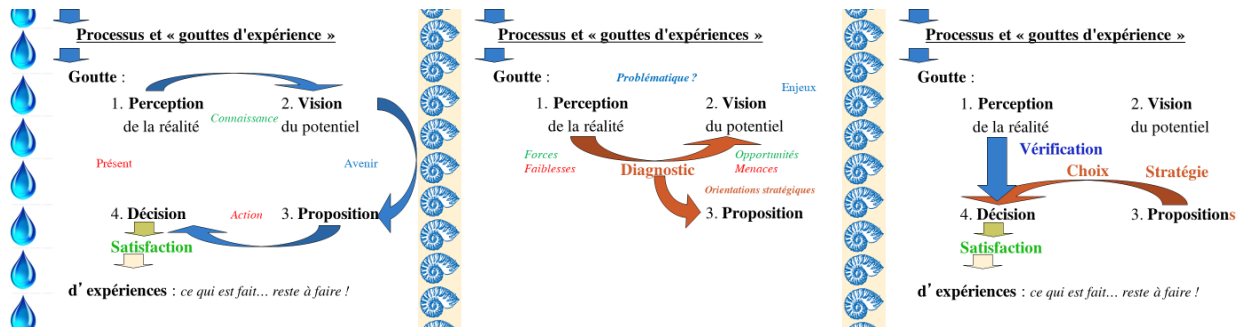 Processus et « gouttes d'expérience »
Goutte :
1. Perception
de la réalité
Connaissance
2. Vision
du potentiel
Présent
Avenir
4. Décision
Action
3. Proposition
Satisfaction
d' expériences : ce qui est fait… reste à faire !
Processus et « gouttes d'expériences »
Goutte :
Problématique ?
Enjeux
1. Perception
de la réalité
2. Vision
du potentiel
Forces
Faiblesses
Diagnostic
Opportunités
Menaces
Orientations stratégiques
3. Proposition
Processus et « gouttes d'expérience »
Goutte :
1. Perception
de la réalité
2. Vision
du potentiel
Vérification
Choix
Stratégie
4. Décision
3. Propositions
Satisfaction
d' expériences : ce qui est fait… reste à faire !